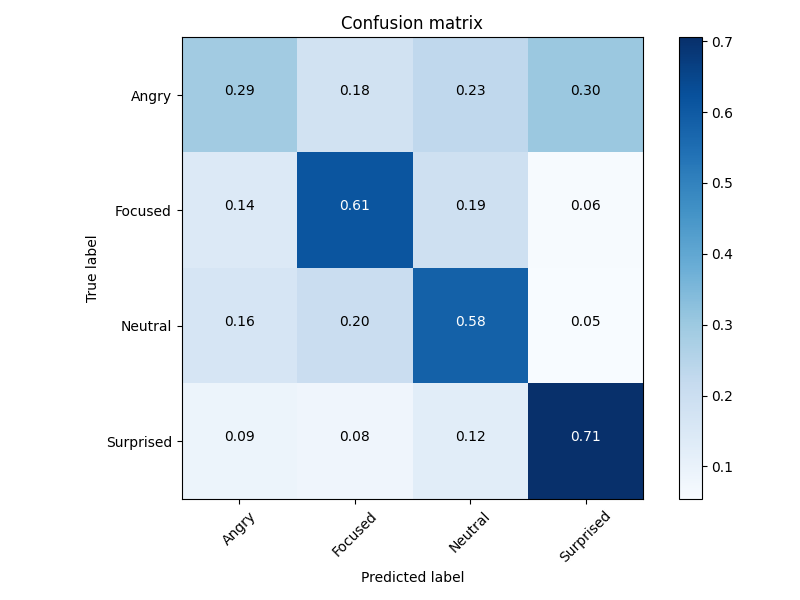 Confusion matrix
Angry 0.29 0.18 0.23 0.30 0.7
0.6
Focused 0.14 0.61 0.19 0.06 0.5
0.4
True label
Neutral 0.16 0.20 0.58 0.05 0.3
0.2
Surprised 0.09 0.08 0.12 0.71 0.1
Angry Focused Neutral Surprised
Predicted label